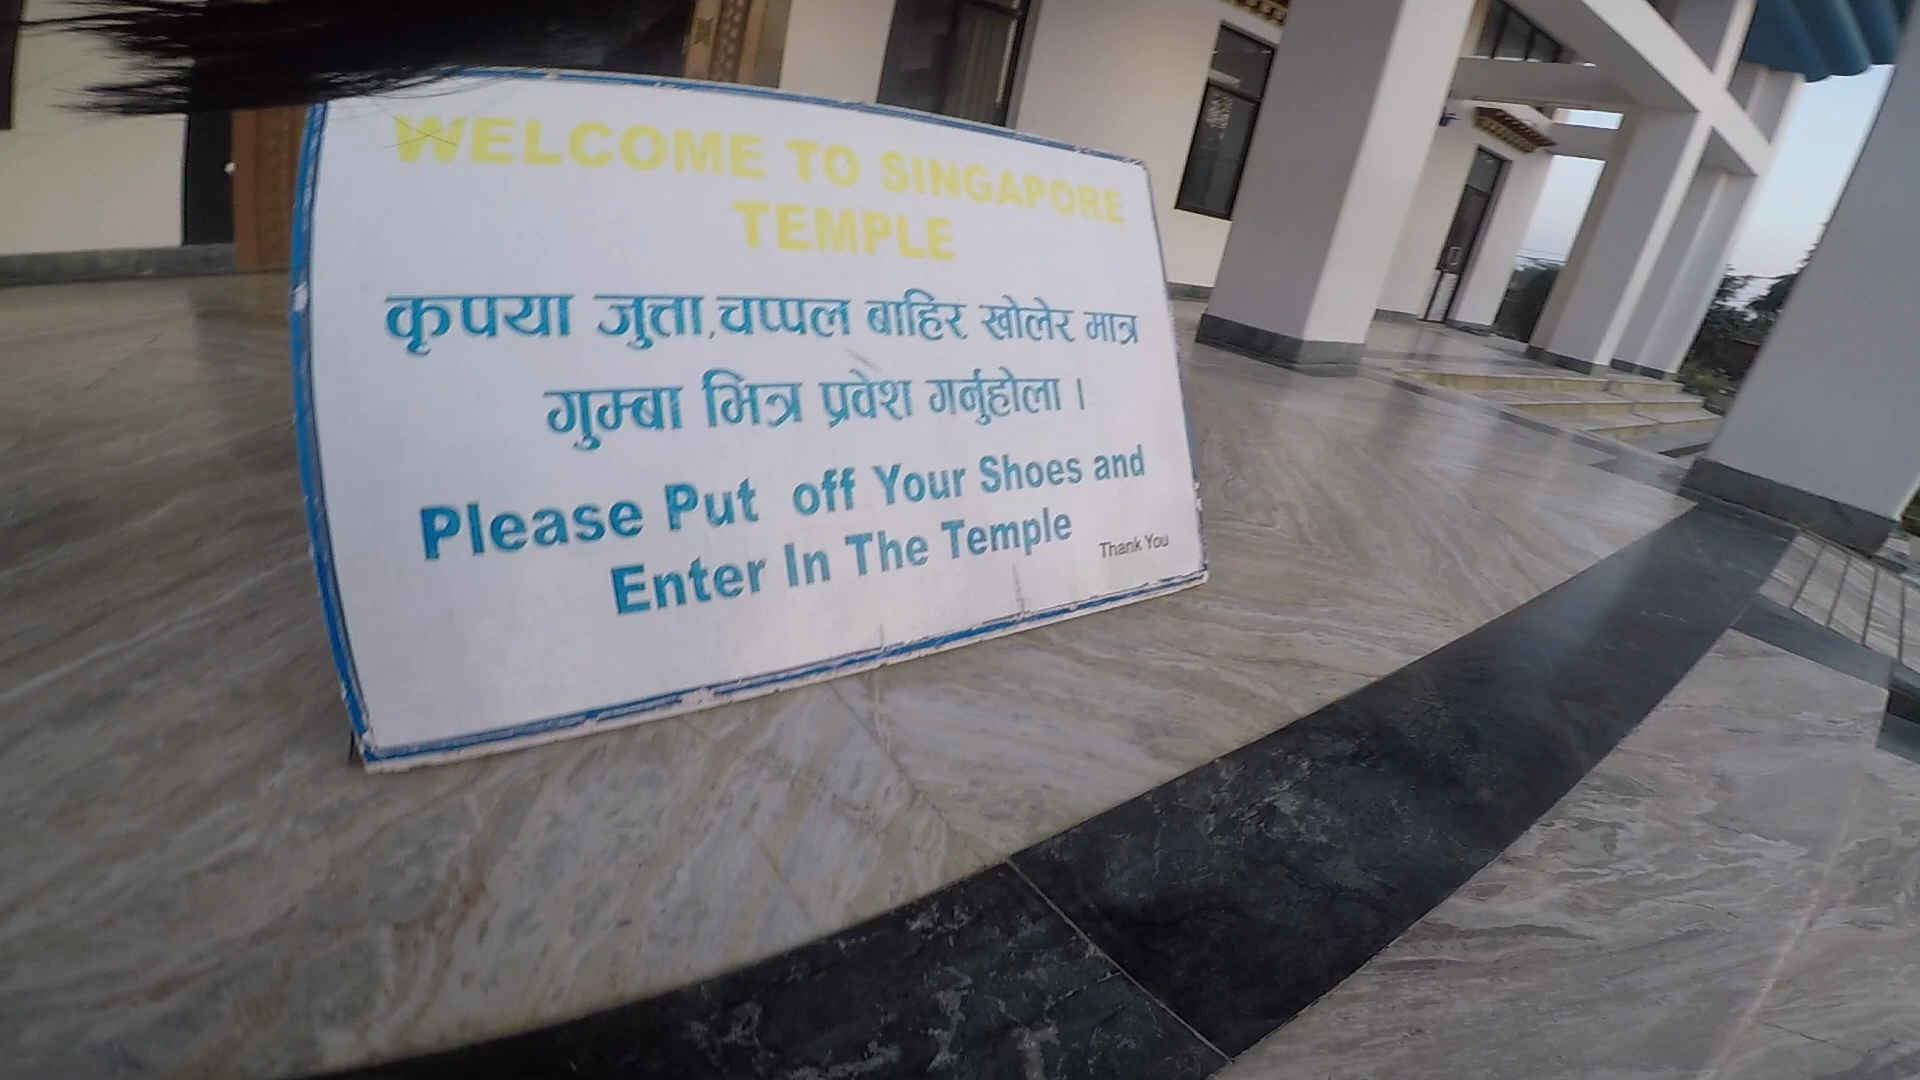 WELCOME TO SINGAPORE
TEMPLE
कृपया जुत्ता,चप्पल बाहिर खोलेर मात्र
गुम्बा भित्र प्रवेश गर्नुहोला ।
Please Put off Your Shoes and
Enter In The Temple
Thank You